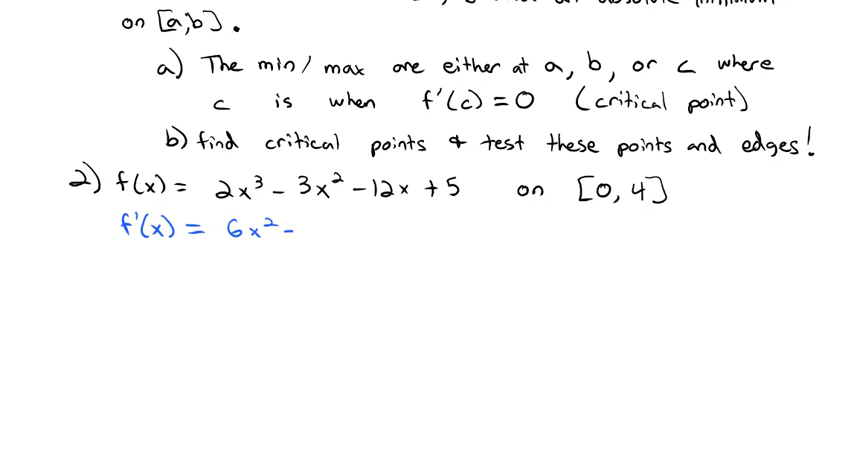 on [a,b].
a) The min/max are either at a, b, or c where
c is when f'(c) = 0 (critical point)
b) find critical points & test these points and edges!
2) f(x) = 2x³ - 3x² - 12x + 5 on [0, 4]
f'(x) = 6x² -